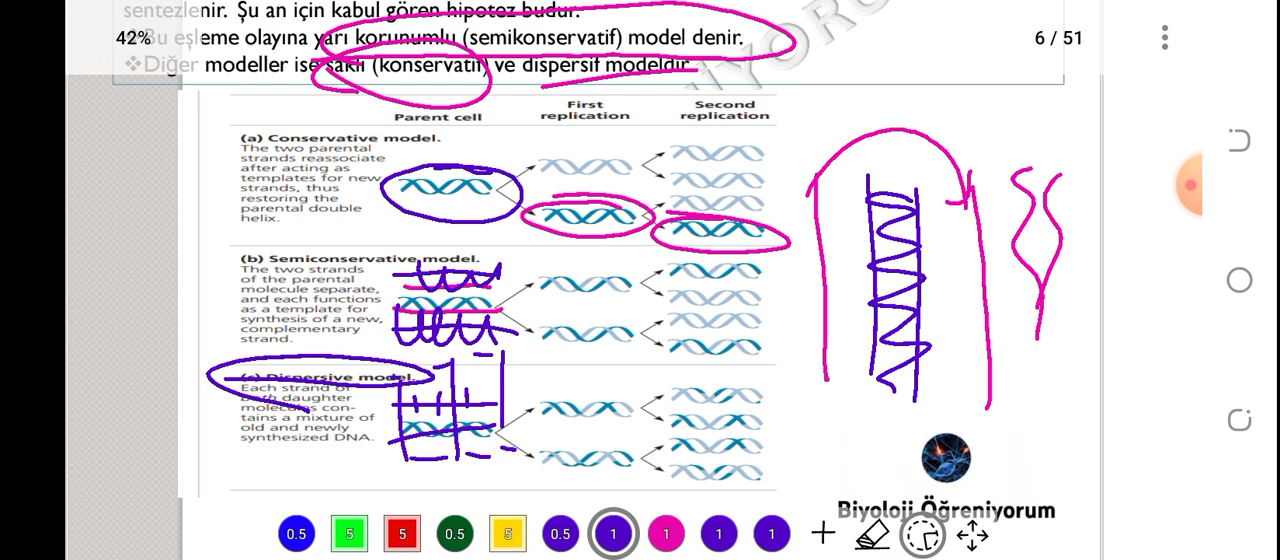 sentezlenir. Şu an için kabul gören hipotez budur.
42%
Bu eşleme olayına yarı korunumlu (semikonservatif) model denir.
6 / 51
❖Diğer modeller ise saklı (konservatif) ve dispersif modeldir.
Parent cell
First replication
Second replication
(a) Conservative model.
The two parental
strands reassociate
after acting as
templates for new
strands, thus
restoring the
parental double
helix.
(b) Semiconservative model.
The two strands
of the parental
molecule separate,
and each functions
as a template for
synthesis of a new,
complementary
strand.
(c) Dispersive model.
Each strand of
both daughter
molecules con-
tains a mixture of
old and newly
synthesized DNA.
Biyoloji Öğreniyorum
0.5 5 5 0.5 5 0.5 1 1 1 1